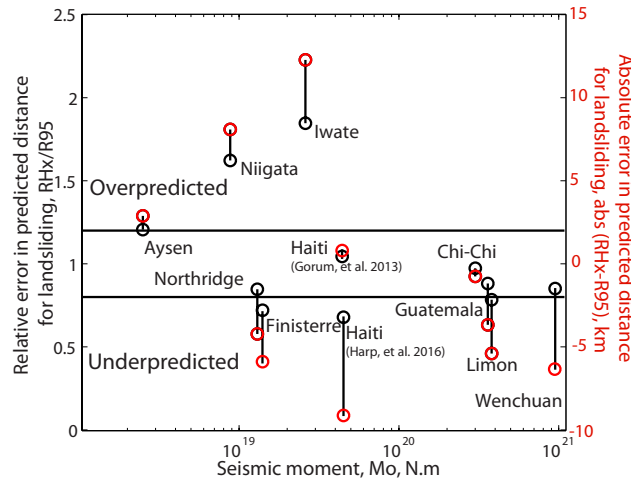 Relative error in predicted distance
for landsliding, RHx/R95
2.5
2
1.5
1
0.5
0
15
10
5
0
-5
-10
Absolute error in predicted distance
for landsliding, abs (RHx-R95), km
Iwate
Niigata
Overpredicted
Aysen
Haiti
(Gorum, et al. 2013)
Chi-Chi
Northridge
Finisterre
Guatemala
Haiti
(Harp, et al. 2016)
Underpredicted
Limon
Wenchuan
10^19
10^20
10^21
Seismic moment, Mo, N.m